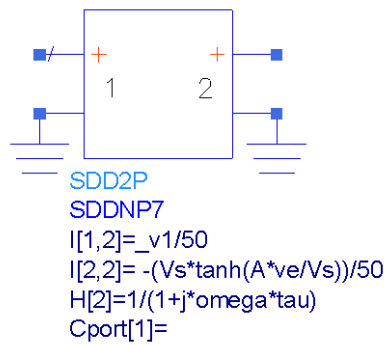 + +
1 2
SDD2P
SDDNP7
I[1,2]=_v1/50
I[2,2]= -(Vs*tanh(A*ve/Vs))/50
H[2]=1/(1+j*omega*tau)
Cport[1]=